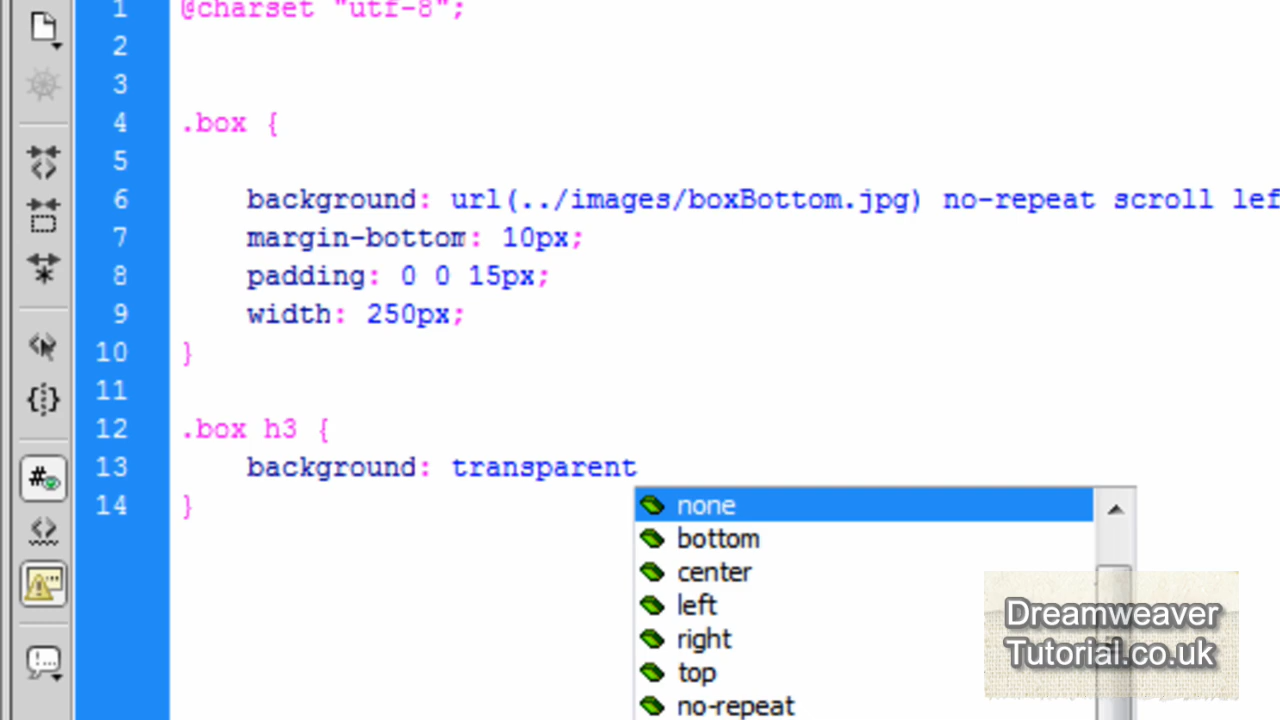 1 @charset "utf-8";
2
3
4 .box {
5
6 background: url(../images/boxBottom.jpg) no-repeat scroll lef
7 margin-bottom: 10px;
8 padding: 0 0 15px;
9 width: 250px;
10 }
11
12 .box h3 {
13 background: transparent
14 }
none
bottom
center
left
right
top
no-repeat
Dreamweaver
Tutorial.co.uk